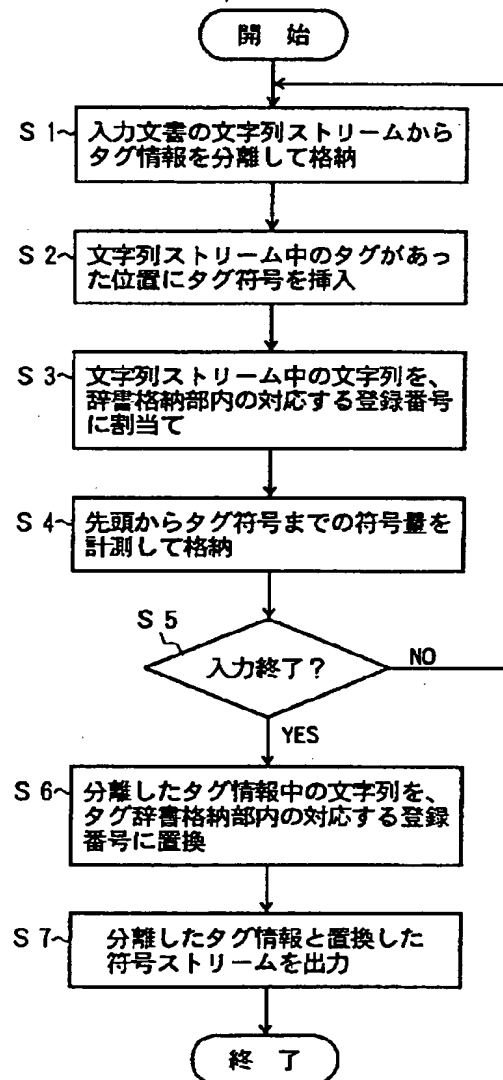 開 始
S 1 入力文書の文字列ストリームから
タグ情報を分離して格納
S 2 文字列ストリーム中のタグがあっ
た位置にタグ符号を挿入
S 3 文字列ストリーム中の文字列を、
辞書格納部内の対応する登録番号
に割当て
S 4 先頭からタグ符号までの符号量を
計測して格納
S 5
入力終了？
NO
YES
S 6 分離したタグ情報中の文字列を、
タグ辞書格納部内の対応する登録
番号に置換
S 7 分離したタグ情報と置換した
符号ストリームを出力
終 了